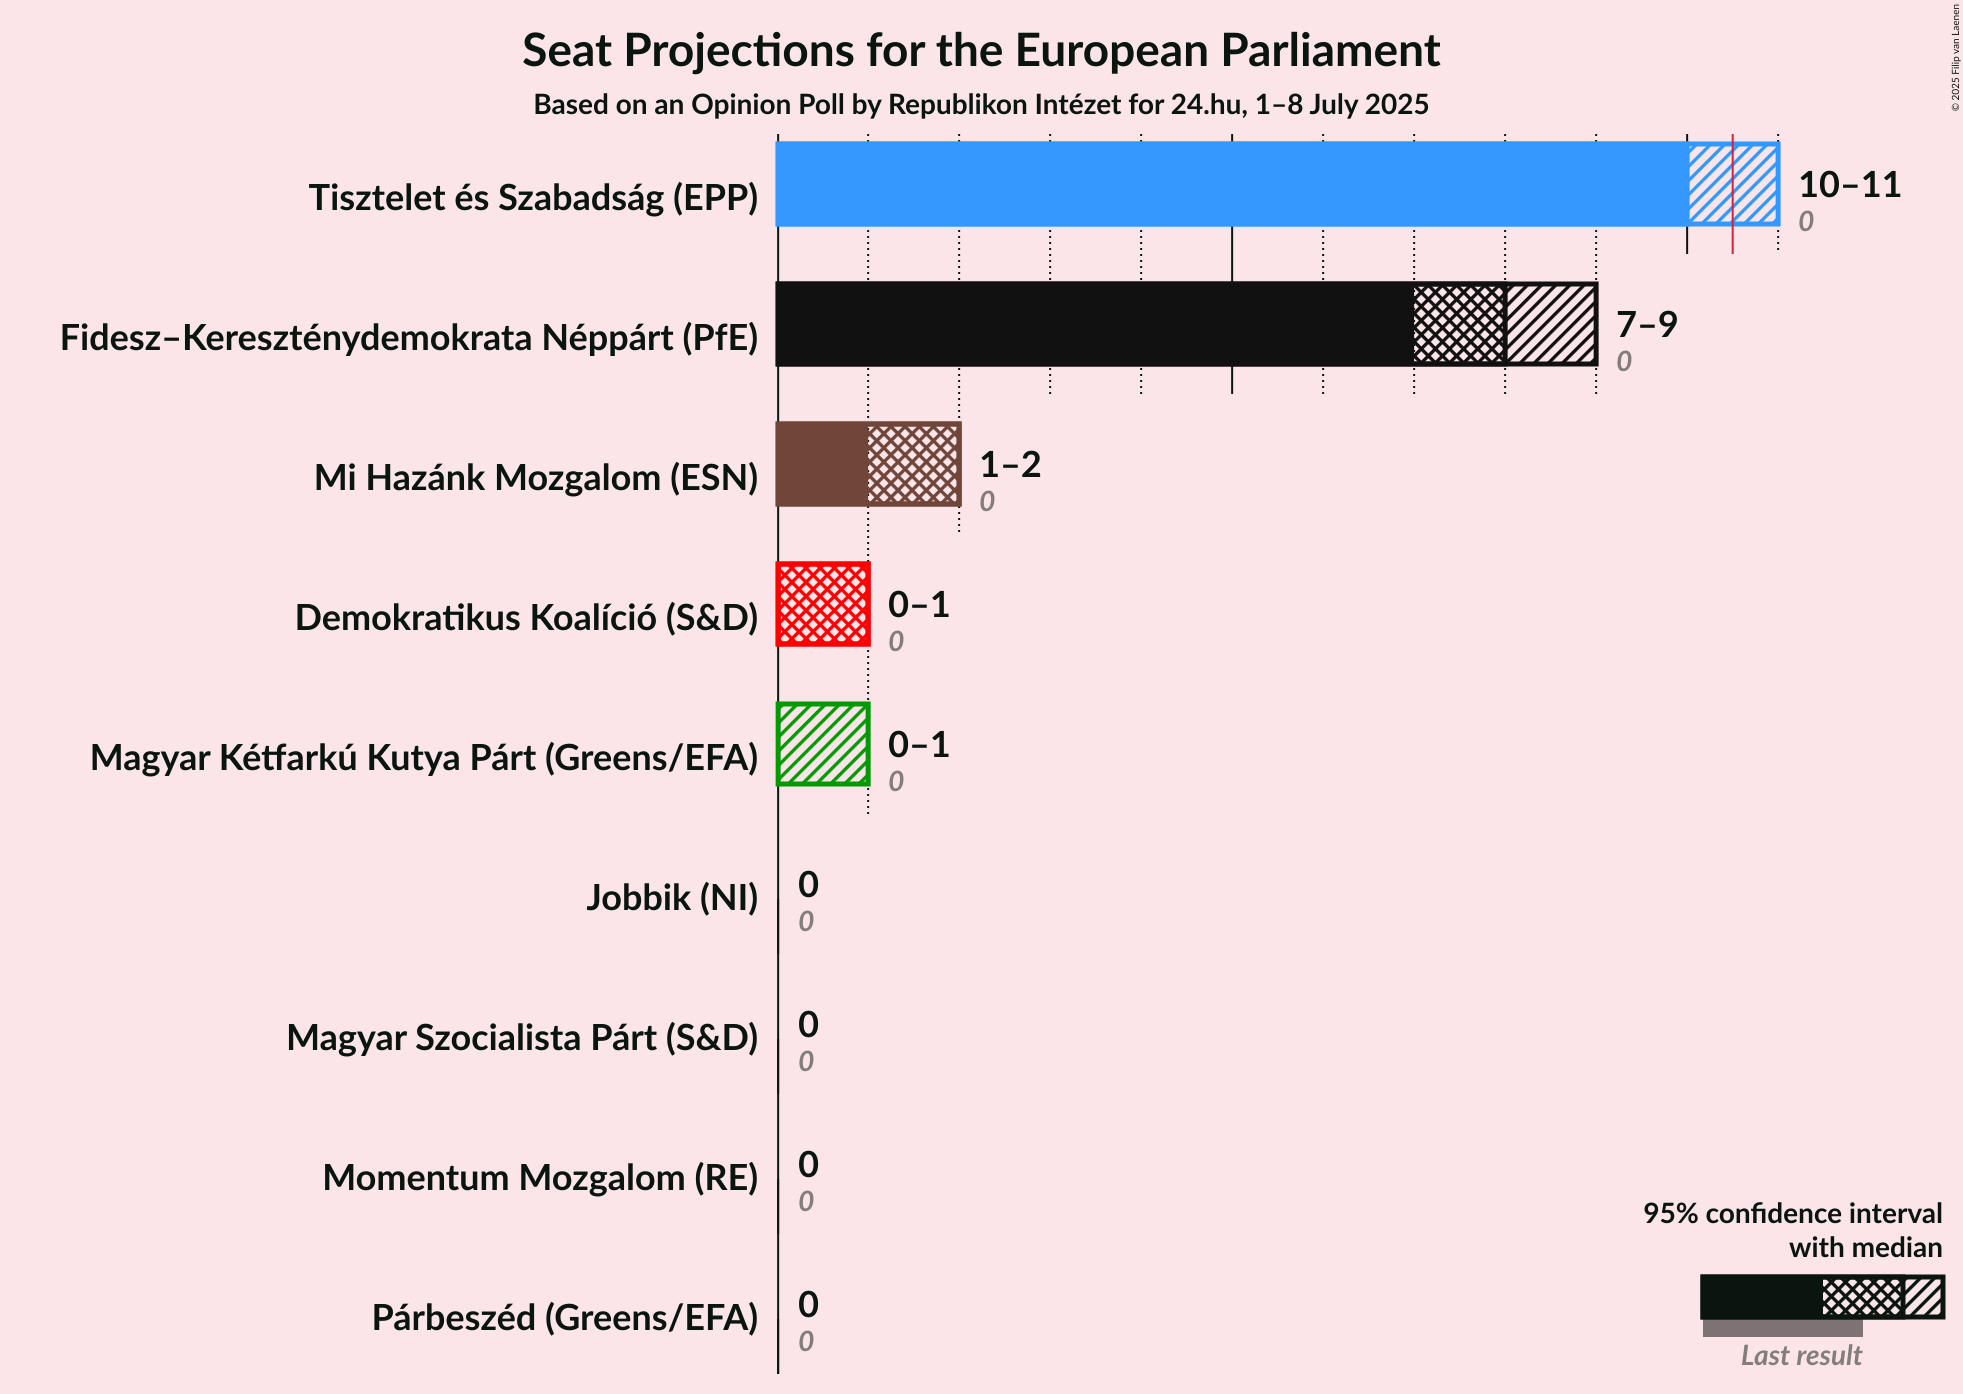 Seat Projections for the European Parliament
Based on an Opinion Poll by Republikon Intézet for 24.hu, 1–8 July 2025
© 2025 Filip van Laenen
Tisztelet és Szabadság (EPP)
10–11
0
Fidesz–Kereszténydemokrata Néppárt (PfE)
7–9
0
Mi Hazánk Mozgalom (ESN)
1–2
0
Demokratikus Koalíció (S&D)
0–1
0
Magyar Kétfarkú Kutya Párt (Greens/EFA)
0–1
0
Jobbik (NI)
0
0
Magyar Szocialista Párt (S&D)
0
0
Momentum Mozgalom (RE)
0
0
Párbeszéd (Greens/EFA)
0
0
95% confidence interval
with median
Last result